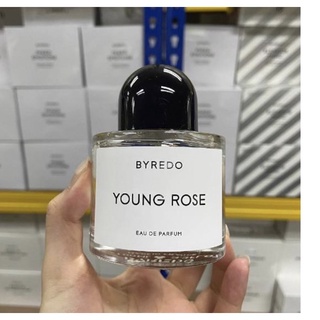 BYREDO
YOUNG ROSE
EAU DE PARFUM